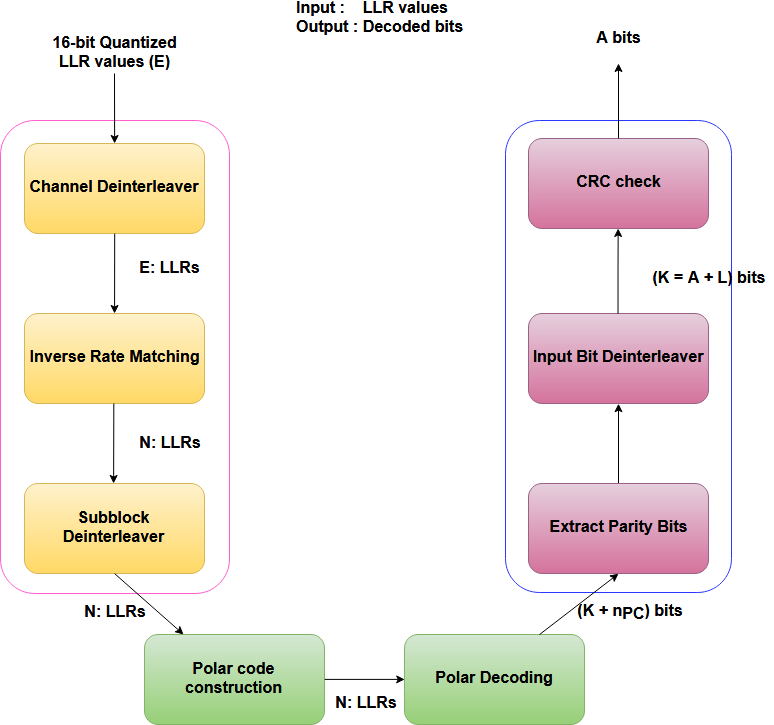 Input :    LLR values
Output : Decoded bits
16-bit Quantized
LLR values (E)
Channel Deinterleaver
E: LLRs
Inverse Rate Matching
N: LLRs
Subblock
Deinterleaver
N: LLRs
Polar code
construction
N: LLRs
Polar Decoding
(K + nPC) bits
Extract Parity Bits
Input Bit Deinterleaver
(K = A + L) bits
CRC check
A bits